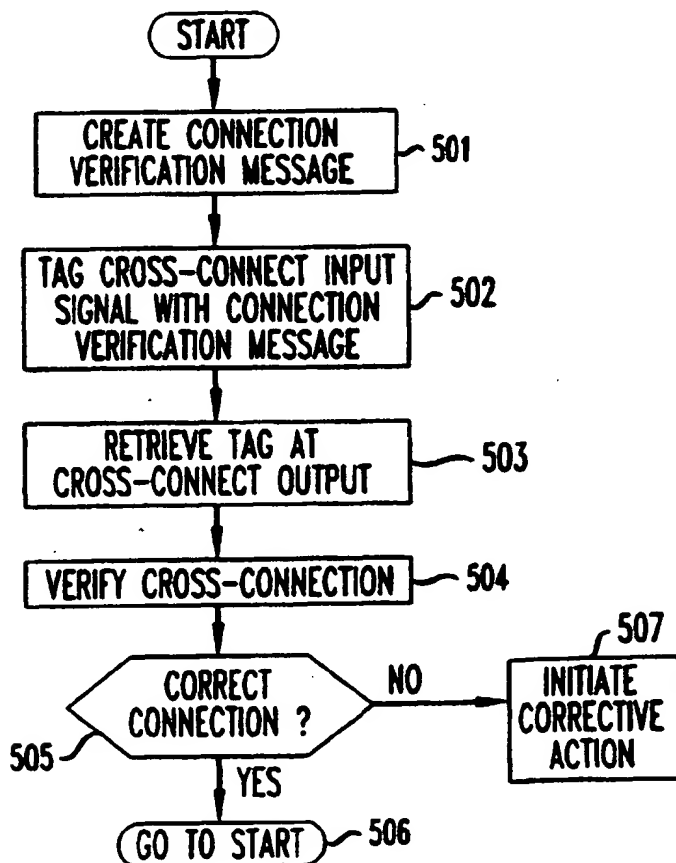 START
CREATE CONNECTION
VERIFICATION MESSAGE
501
TAG CROSS-CONNECT INPUT
SIGNAL WITH CONNECTION
VERIFICATION MESSAGE
502
RETRIEVE TAG AT
CROSS-CONNECT OUTPUT
503
VERIFY CROSS-CONNECTION
504
CORRECT
CONNECTION ?
505
NO
507
INITIATE
CORRECTIVE
ACTION
YES
GO TO START
506